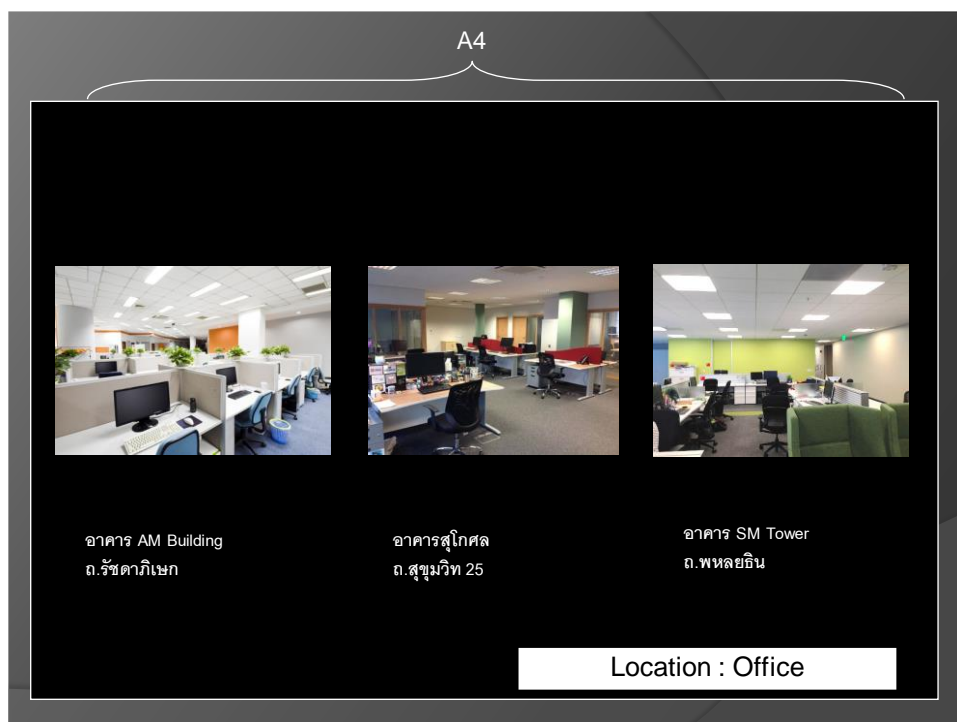 A4
อาคาร AM Building
ถ.รัชดาภิเษก
อาคารสุโกศล
ถ.สุขุมวิท 25
อาคาร SM Tower
ถ.พหลยธิน
Location : Office